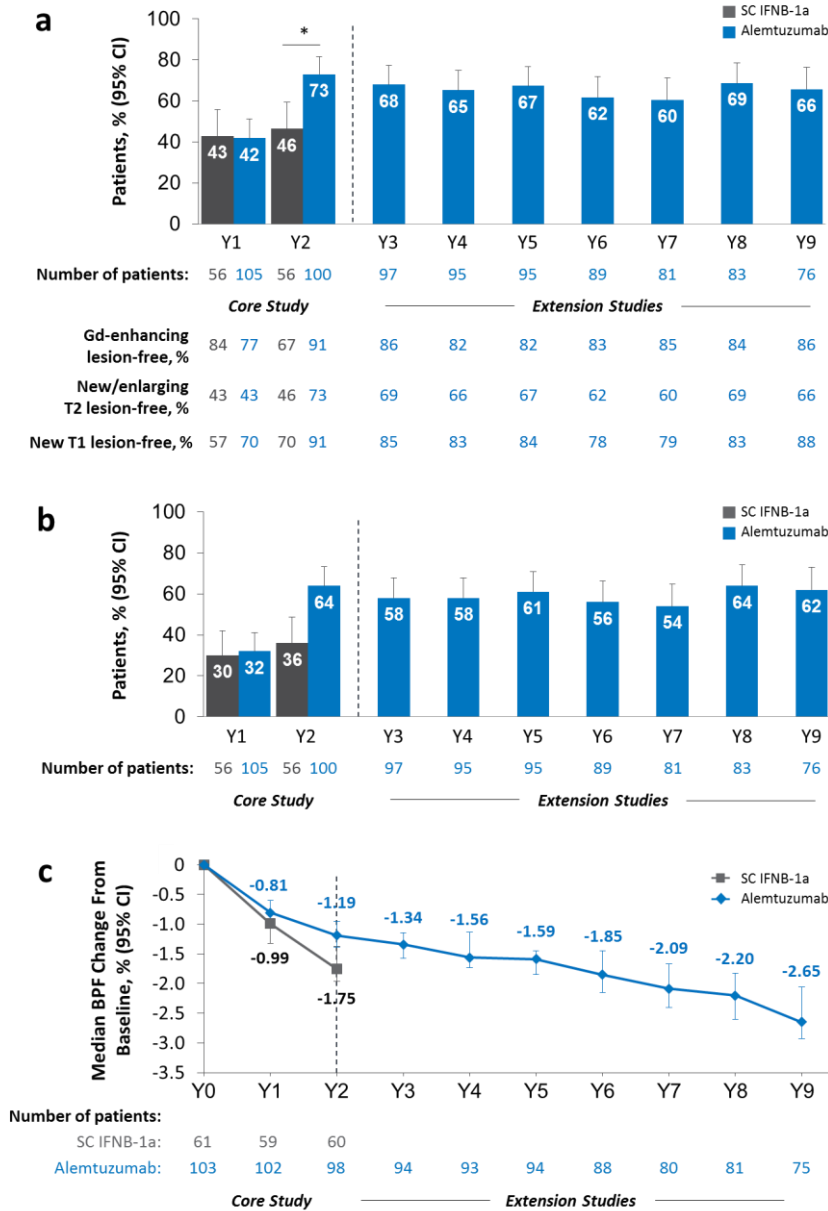 a
SC IFNB-1a
Alemtuzumab
Patients, % (95% CI)
100
80
60
40
20
0
*
43 42 46 73 68 65 67 62 60 69 66
Y1 Y2 Y3 Y4 Y5 Y6 Y7 Y8 Y9
Number of patients: 56 105 56 100 97 95 95 89 81 83 76
Core Study Extension Studies
Gd-enhancing
lesion-free, % 84 77 67 91 86 82 82 83 85 84 86
New/enlarging
T2 lesion-free, % 43 43 46 73 69 66 67 62 60 69 66
New T1 lesion-free, % 57 70 70 91 85 83 84 78 79 83 88
b
SC IFNB-1a
Alemtuzumab
Patients, % (95% CI)
100
80
60
40
20
0
30 32 36 64 58 58 61 56 54 64 62
Y1 Y2 Y3 Y4 Y5 Y6 Y7 Y8 Y9
Number of patients: 56 105 56 100 97 95 95 89 81 83 76
Core Study Extension Studies
c
SC IFNB-1a
Alemtuzumab
Median BPF Change From
Baseline, % (95% CI)
0
-0.5
-1.0
-1.5
-2.0
-2.5
-3.0
-3.5
-0.81 -1.19 -1.34 -1.56 -1.59 -1.85 -2.09 -2.20 -2.65
-0.99 -1.75
Y0 Y1 Y2 Y3 Y4 Y5 Y6 Y7 Y8 Y9
Number of patients:
SC IFNB-1a: 61 59 60
Alemtuzumab: 103 102 98 94 93 94 88 80 81 75
Core Study Extension Studies